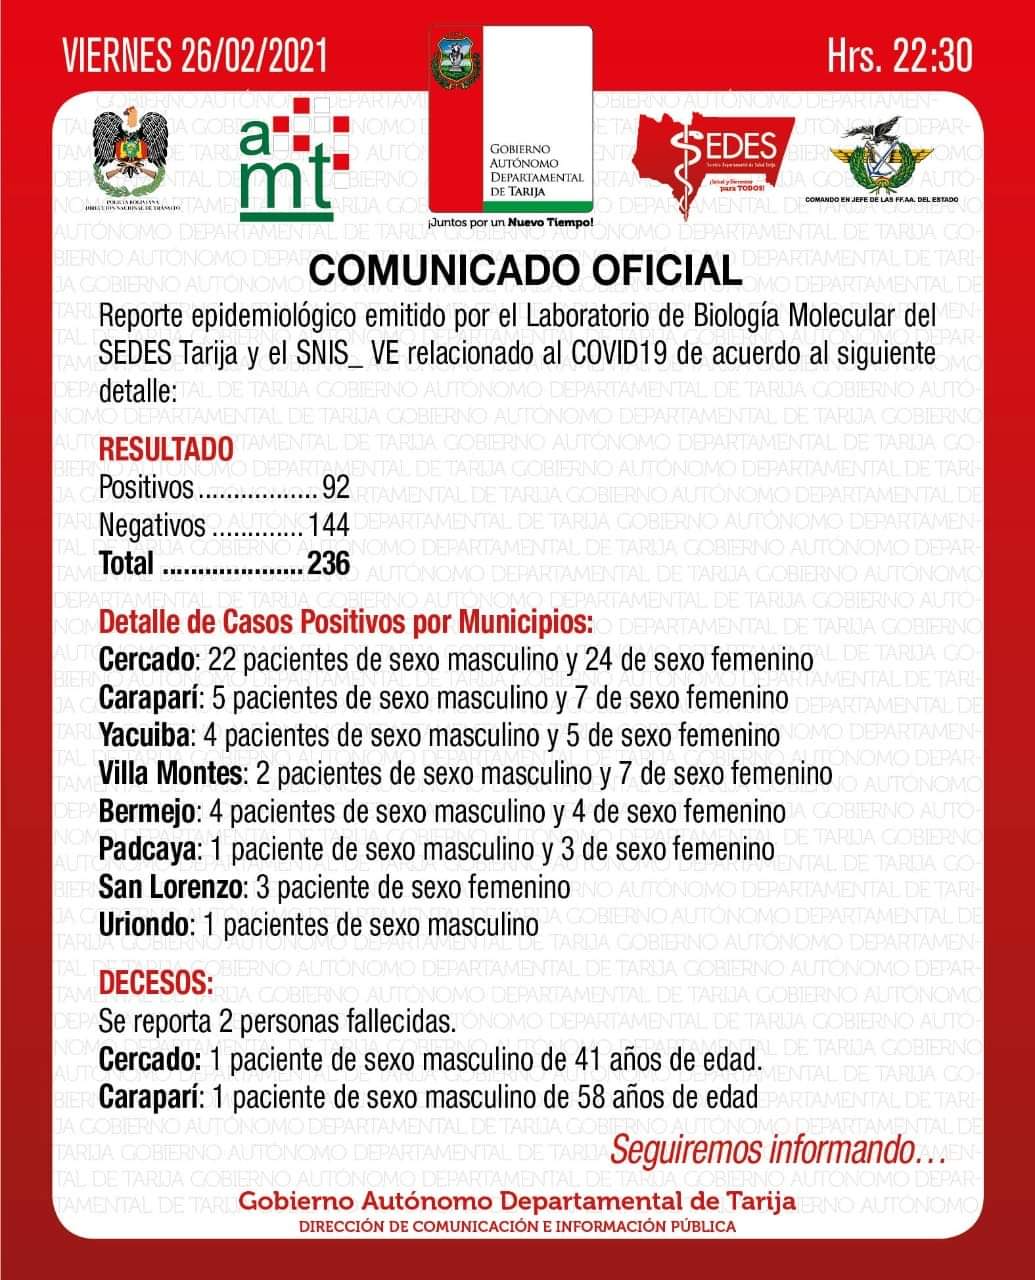 VIERNES 26/02/2021
Hrs. 22:30
POLICÍA BOLIVIANA
DIRECCIÓN NACIONAL DE TRÁNSITO
amt
GOBIERNO
AUTÓNOMO
DEPARTAMENTAL
DE TARIJA
¡Juntos por un Nuevo Tiempo!
SEDES
Servicio Departamental de Salud Tarija
¡Salud y Bienestar
para TODOS!
COMANDO EN JEFE DE LAS FF.AA. DEL ESTADO
COMUNICADO OFICIAL
Reporte epidemiológico emitido por el Laboratorio de Biología Molecular del
SEDES Tarija y el SNIS_ VE relacionado al COVID19 de acuerdo al siguiente
detalle:
RESULTADO
Positivos ................. 92
Negativos ............. 144
Total .................... 236
Detalle de Casos Positivos por Municipios:
Cercado: 22 pacientes de sexo masculino y 24 de sexo femenino
Caraparí: 5 pacientes de sexo masculino y 7 de sexo femenino
Yacuiba: 4 pacientes de sexo masculino y 5 de sexo femenino
Villa Montes: 2 pacientes de sexo masculino y 7 de sexo femenino
Bermejo: 4 pacientes de sexo masculino y 4 de sexo femenino
Padcaya: 1 paciente de sexo masculino y 3 de sexo femenino
San Lorenzo: 3 paciente de sexo femenino
Uriondo: 1 pacientes de sexo masculino
DECESOS:
Se reporta 2 personas fallecidas.
Cercado: 1 paciente de sexo masculino de 41 años de edad.
Caraparí: 1 paciente de sexo masculino de 58 años de edad
Seguiremos informando...
Gobierno Autónomo Departamental de Tarija
DIRECCIÓN DE COMUNICACIÓN E INFORMACIÓN PÚBLICA